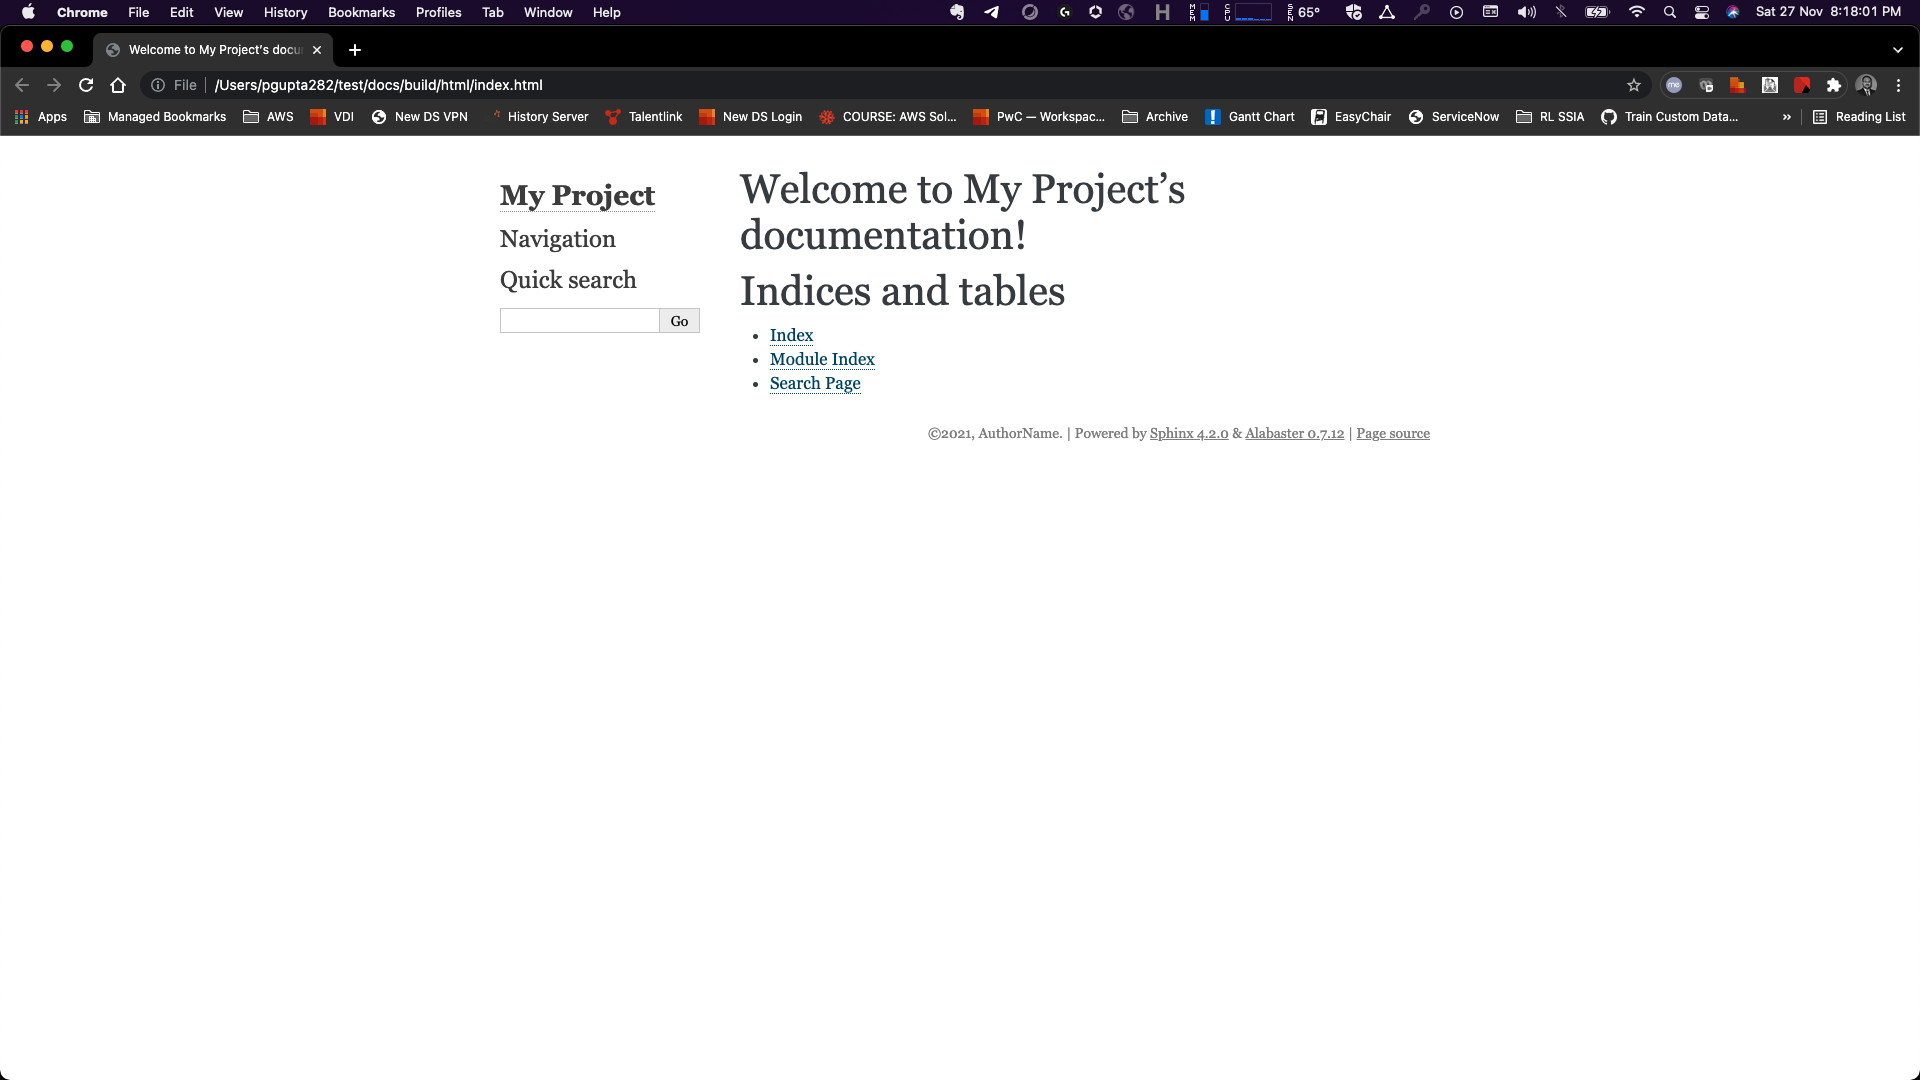 Chrome File Edit View History Bookmarks Profiles Tab Window Help
MEM CPU SEN 65° Sat 27 Nov 8:18:01 PM
Welcome to My Project's docu
File /Users/pgupta282/test/docs/build/html/index.html
Apps Managed Bookmarks AWS VDI New DS VPN History Server Talentlink New DS Login COURSE: AWS Sol... PwC — Workspac... Archive Gantt Chart EasyChair ServiceNow RL SSIA Train Custom Data... » Reading List
My Project
Navigation
Quick search
Go
Welcome to My Project’s
documentation!
Indices and tables
Index
Module Index
Search Page
©2021, AuthorName. | Powered by Sphinx 4.2.0 & Alabaster 0.7.12 | Page source